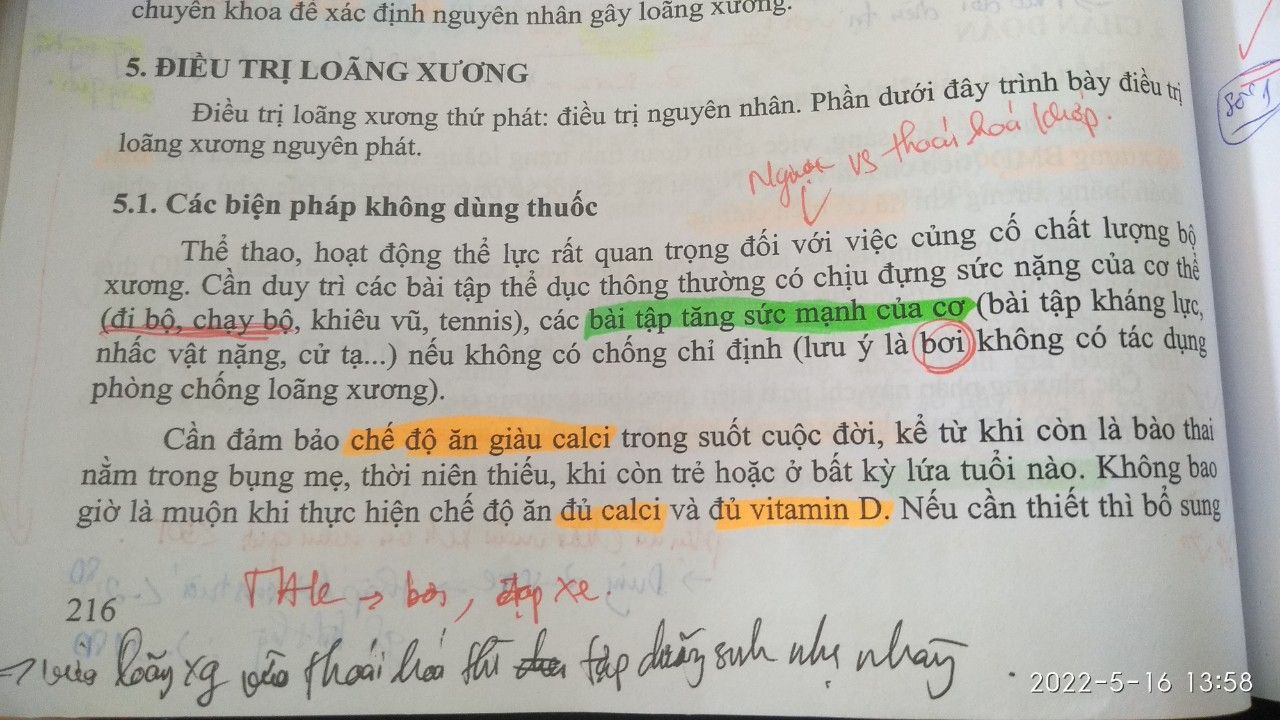 chuyên khoa để xác định nguyên nhân gây loãng xương.
5. ĐIỀU TRỊ LOÃNG XƯƠNG
Điều trị loãng xương thứ phát: điều trị nguyên nhân. Phần dưới đây trình bày điều trị
loãng xương nguyên phát.
Ngược vs thoái hoá khớp.
5.1. Các biện pháp không dùng thuốc
Thể thao, hoạt động thể lực rất quan trọng đối với việc củng cố chất lượng bộ
xương. Cần duy trì các bài tập thể dục thông thường có chịu đựng sức nặng của cơ thể
(đi bộ, chạy bộ, khiêu vũ, tennis), các bài tập tăng sức mạnh của cơ (bài tập kháng lực,
nhấc vật nặng, cử tạ...) nếu không có chống chỉ định (lưu ý là bơi không có tác dụng
phòng chống loãng xương).
Cần đảm bảo chế độ ăn giàu calci trong suốt cuộc đời, kể từ khi còn là bào thai
nằm trong bụng mẹ, thời niên thiếu, khi còn trẻ hoặc ở bất kỳ lứa tuổi nào. Không bao
giờ là muộn khi thực hiện chế độ ăn đủ calci và đủ vitamin D. Nếu cần thiết thì bổ sung
→ bơi, đạp xe.
216
→ vừa loãng xg vừa thoái hoá thì tập dưỡng sinh nhẹ nhàng
2022-5-16 13:58